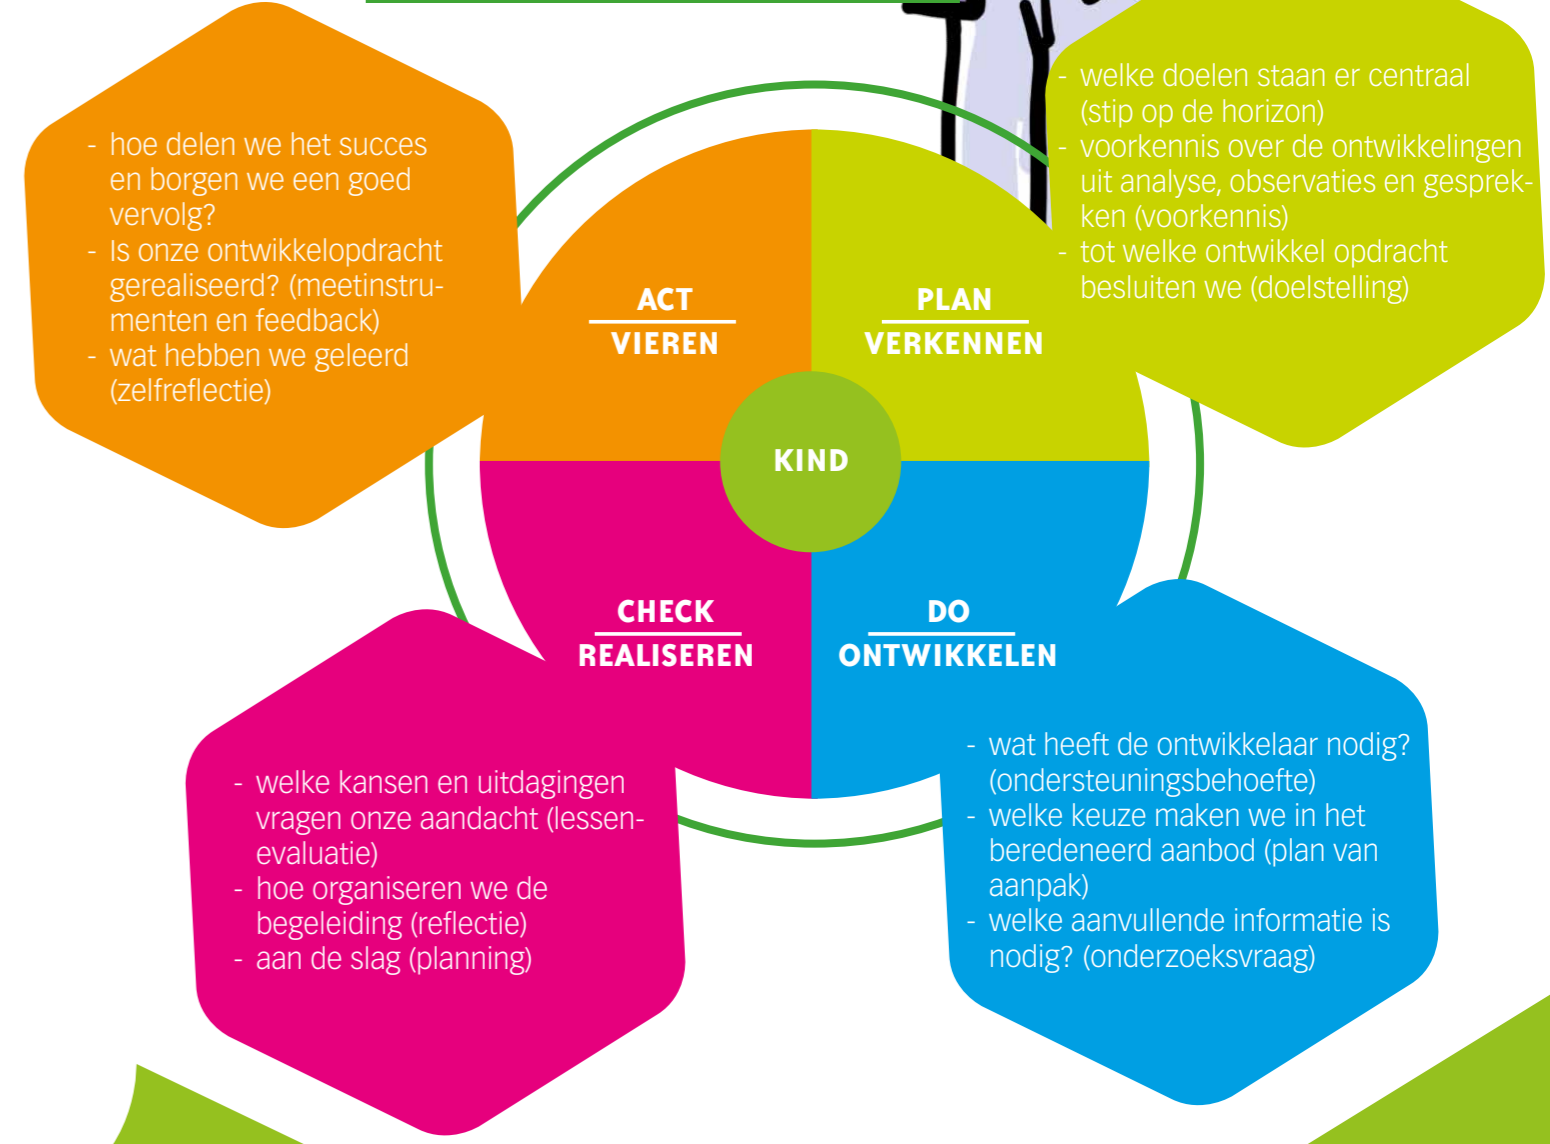 - hoe delen we het succes
en borgen we een goed
vervolg?
- Is onze ontwikkelopdracht
gerealiseerd? (meetinstru-
menten en feedback)
- wat hebben we geleerd
(zelfreflectie)
- welke doelen staan er centraal
(stip op de horizon)
- voorkennis over de ontwikkelingen
uit analyse, observaties en gesprek-
ken (voorkennis)
- tot welke ontwikkel opdracht
besluiten we (doelstelling)
ACT
VIEREN
PLAN
VERKENNEN
KIND
CHECK
REALISEREN
DO
ONTWIKKELEN
- welke kansen en uitdagingen
vragen onze aandacht (lessen-
evaluatie)
- hoe organiseren we de
begeleiding (reflectie)
- aan de slag (planning)
- wat heeft de ontwikkelaar nodig?
(ondersteuningsbehoefte)
- welke keuze maken we in het
beredeneerd aanbod (plan van
aanpak)
- welke aanvullende informatie is
nodig? (onderzoeksvraag)